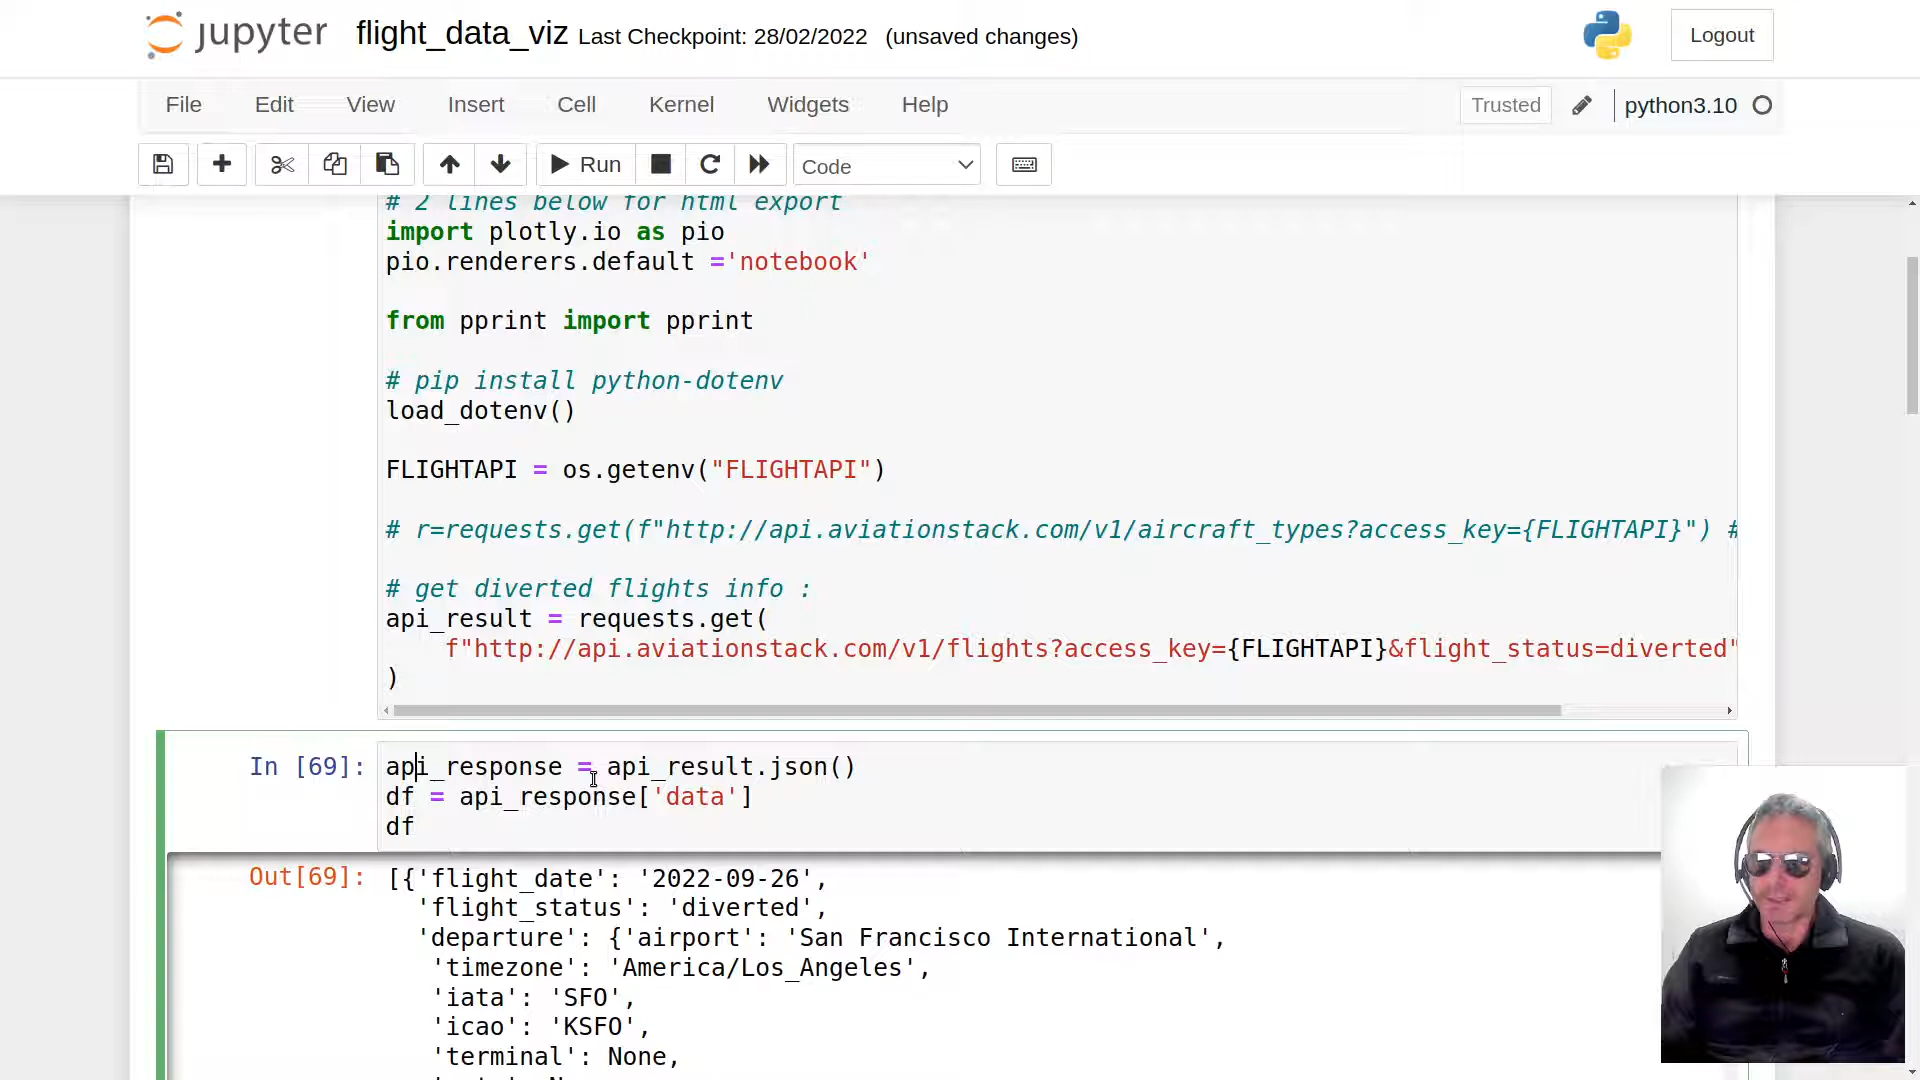 jupyter flight_data_viz Last Checkpoint: 28/02/2022 (unsaved changes) Logout
File Edit View Insert Cell Kernel Widgets Help Trusted python3.10
Run Code
# 2 lines below for html export
import plotly.io as pio
pio.renderers.default ='notebook'
from pprint import pprint
# pip install python-dotenv
load_dotenv()
FLIGHTAPI = os.getenv("FLIGHTAPI")
# r=requests.get(f"http://api.aviationstack.com/v1/aircraft_types?access_key={FLIGHTAPI}") #
# get diverted flights info :
api_result = requests.get(
f"http://api.aviationstack.com/v1/flights?access_key={FLIGHTAPI}&flight_status=diverted"
)
In [69]: api_response = api_result.json()
df = api_response['data']
df
Out[69]: [{'flight_date': '2022-09-26',
'flight_status': 'diverted',
'departure': {'airport': 'San Francisco International',
'timezone': 'America/Los_Angeles',
'iata': 'SFO',
'icao': 'KSFO',
'terminal': None,